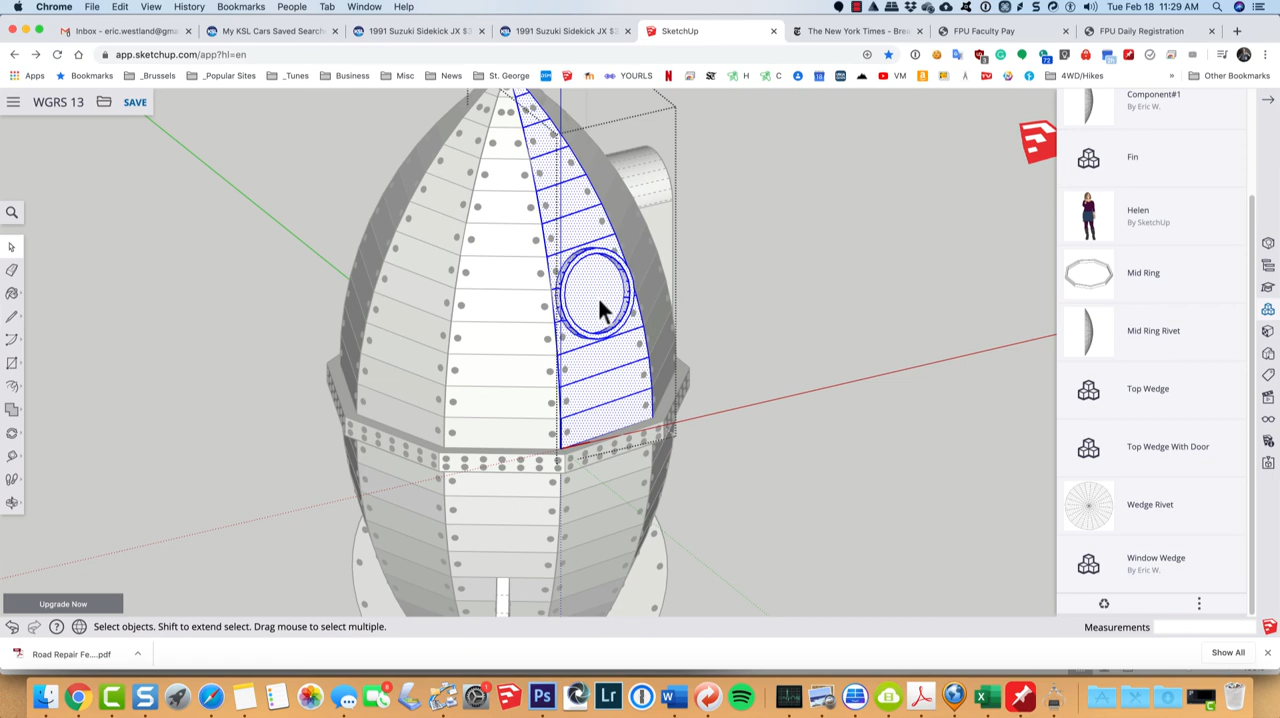 Chrome File Edit View History Bookmarks People Tab Window Help Tue Feb 18 11:29 AM
Inbox - eric.westland@gma My KSL Cars Saved Search 1991 Suzuki Sidekick JX $3 1991 Suzuki Sidekick JX $3 SketchUp The New York Times - Brea FPU Faculty Pay FPU Daily Registration
app.sketchup.com/app?hl=en
Apps Bookmarks _Brussels _Popular Sites _Tunes Business Misc News St. George YOURLS H C VM 4WD/Hikes » Other Bookmarks
WGRS 13 SAVE
Component#1
By Eric W.
Fin
Helen
By SketchUp
Mid Ring
Mid Ring Rivet
Top Wedge
Top Wedge With Door
Wedge Rivet
Window Wedge
By Eric W.
Upgrade Now
Select objects. Shift to extend select. Drag mouse to select multiple. Measurements
Road Repair Fe....pdf Show All